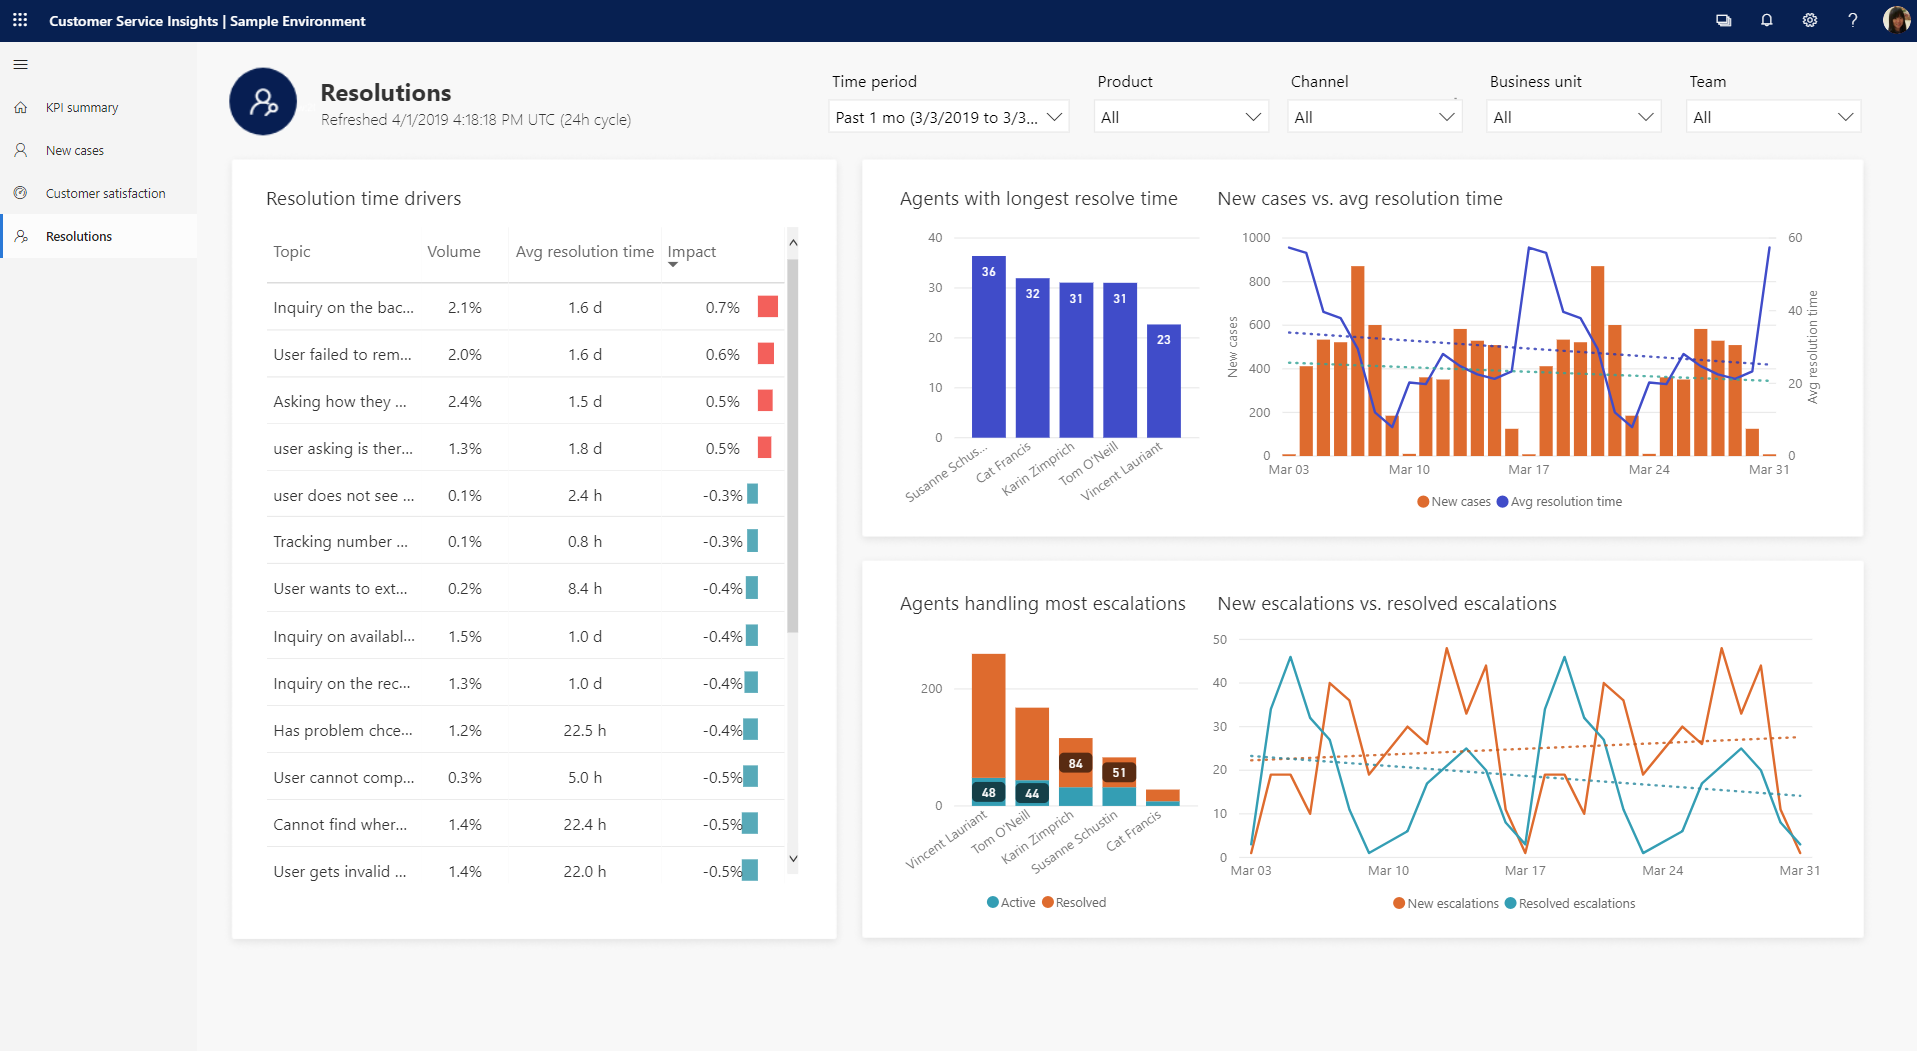 Customer Service Insights | Sample Environment
KPI summary
New cases
Customer satisfaction
Resolutions
Resolutions
Refreshed 4/1/2019 4:18:18 PM UTC (24h cycle)
Time period
Past 1 mo (3/3/2019 to 3/3...
Product
All
Channel
All
Business unit
All
Team
All
Resolution time drivers
Topic Volume Avg resolution time Impact
Inquiry on the bac... 2.1% 1.6 d 0.7%
User failed to rem... 2.0% 1.6 d 0.6%
Asking how they ... 2.4% 1.5 d 0.5%
user asking is ther... 1.3% 1.8 d 0.5%
user does not see ... 0.1% 2.4 h -0.3%
Tracking number ... 0.1% 0.8 h -0.3%
User wants to ext... 0.2% 8.4 h -0.4%
Inquiry on availabl... 1.5% 1.0 d -0.4%
Inquiry on the rec... 1.3% 1.0 d -0.4%
Has problem chce... 1.2% 22.5 h -0.4%
User cannot comp... 0.3% 5.0 h -0.5%
Cannot find wher... 1.4% 22.4 h -0.5%
User gets invalid ... 1.4% 22.0 h -0.5%
Agents with longest resolve time
40
30
20
10
0
36 32 31 31 23
Susanne Schus... Cat Francis Karin Zimprich Tom O'Neill Vincent Lauriant
New cases vs. avg resolution time
New cases
1000
800
600
400
200
0
60
40
20
0
Avg resolution time
Mar 03 Mar 10 Mar 17 Mar 24 Mar 31
New cases Avg resolution time
Agents handling most escalations
200
0
48 44 84 51
Vincent Lauriant Tom O'Neill Karin Zimprich Susanne Schustin Cat Francis
Active Resolved
New escalations vs. resolved escalations
50
40
30
20
10
0
Mar 03 Mar 10 Mar 17 Mar 24 Mar 31
New escalations Resolved escalations